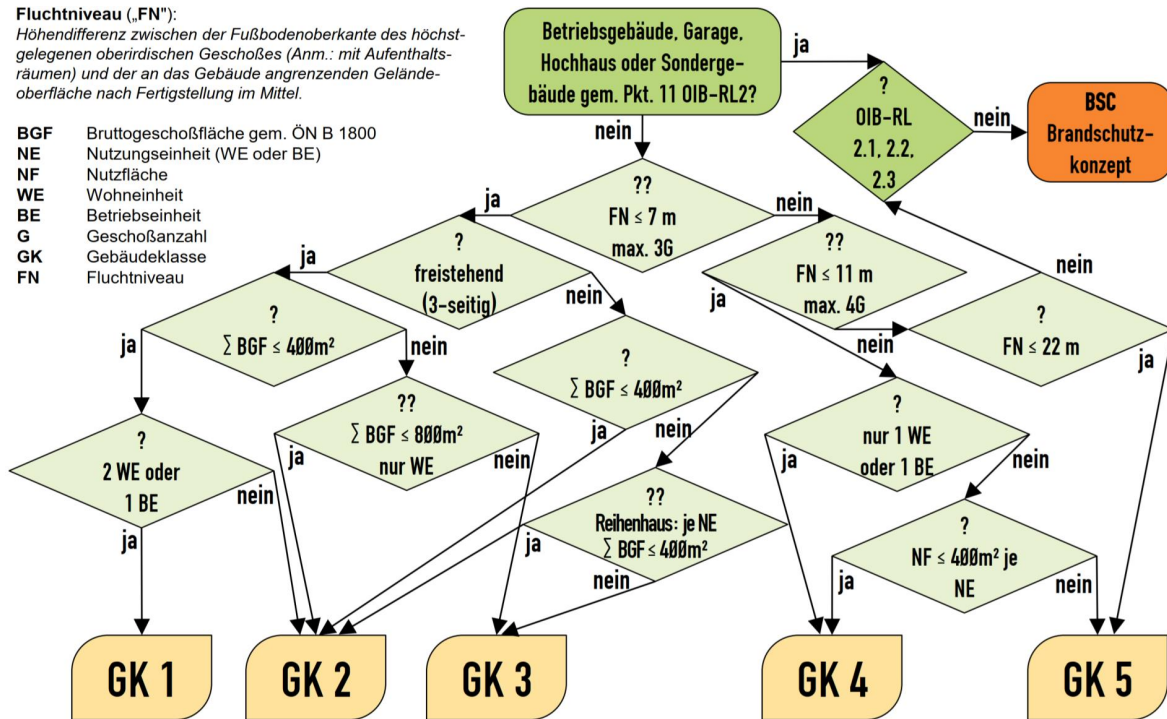 Fluchtniveau („FN"):
Höhendifferenz zwischen der Fußbodenoberkante des höchst-
gelegenen oberirdischen Geschoßes (Anm.: mit Aufenthalts-
räumen) und der an das Gebäude angrenzenden Gelände-
oberfläche nach Fertigstellung im Mittel.
BGF Bruttogeschoßfläche gem. ÖN B 1800
NE Nutzungseinheit (WE oder BE)
NF Nutzfläche
WE Wohneinheit
BE Betriebseinheit
G Geschoßanzahl
GK Gebäudeklasse
FN Fluchtniveau
Betriebsgebäude, Garage,
Hochhaus oder Sonderge-
bäude gem. Pkt. 11 OIB-RL2?
ja
nein
?
OIB-RL
2.1, 2.2,
2.3
nein
BSC
Brandschutz-
konzept
??
FN ≤ 7 m
max. 3G
ja
nein
?
freistehend
(3-seitig)
ja
nein
??
FN ≤ 11 m
max. 4G
ja
nein
?
FN ≤ 22 m
nein
ja
?
∑ BGF ≤ 400m²
ja
nein
?
∑ BGF ≤ 400m²
ja
nein
??
∑ BGF ≤ 800m²
nur WE
ja
nein
?
2 WE oder
1 BE
ja
nein
??
Reihenhaus: je NE
∑ BGF ≤ 400m²
ja
nein
?
nur 1 WE
oder 1 BE
ja
nein
?
NF ≤ 400m² je
NE
ja
nein
GK 1
GK 2
GK 3
GK 4
GK 5